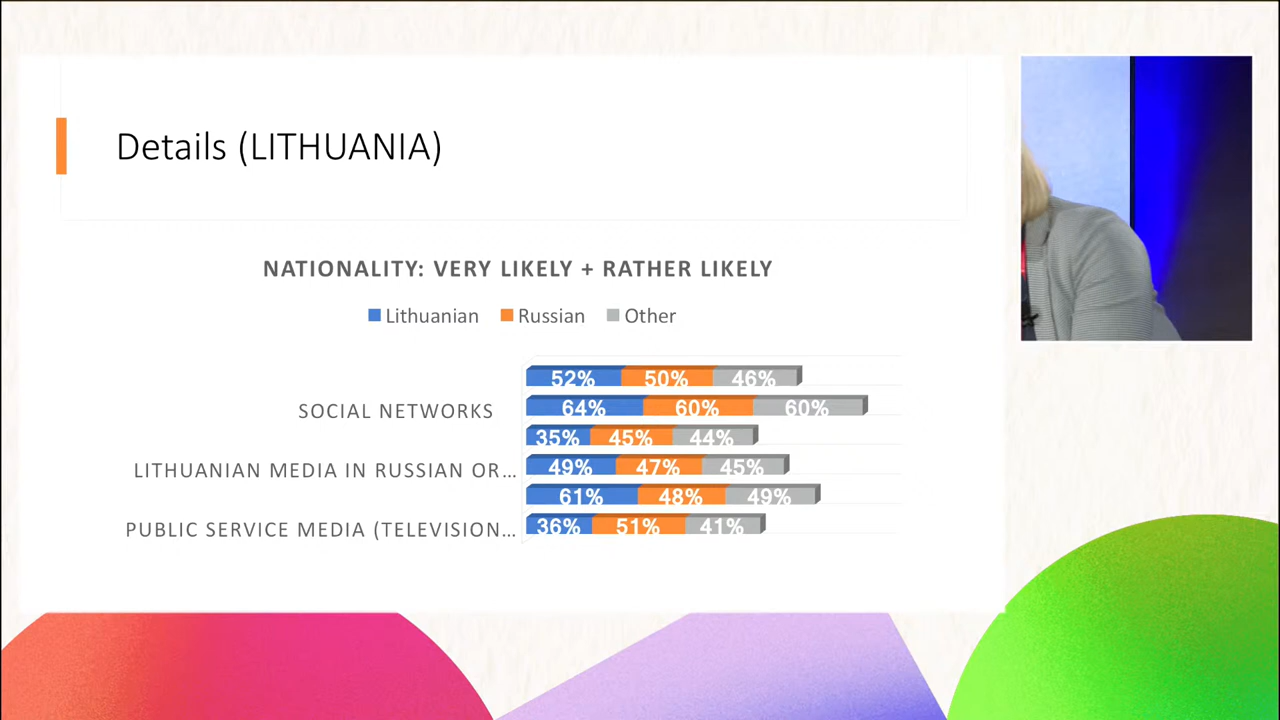 Details (LITHUANIA)
NATIONALITY: VERY LIKELY + RATHER LIKELY
Lithuanian Russian Other
52% 50% 46%
SOCIAL NETWORKS 64% 60% 60%
35% 45% 44%
LITHUANIAN MEDIA IN RUSSIAN OR… 49% 47% 45%
61% 48% 49%
PUBLIC SERVICE MEDIA (TELEVISION… 36% 51% 41%